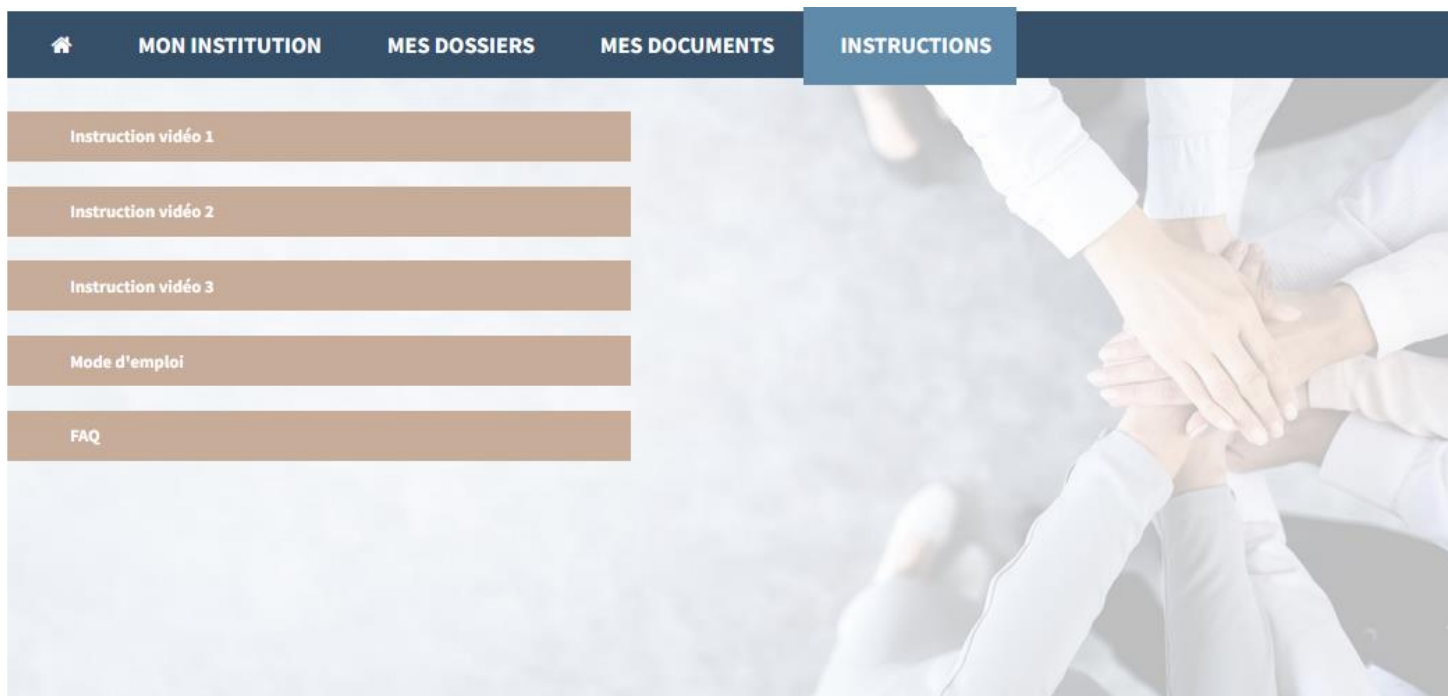 MON INSTITUTION MES DOSSIERS MES DOCUMENTS INSTRUCTIONS
Instruction vidéo 1
Instruction vidéo 2
Instruction vidéo 3
Mode d'emploi
FAQ